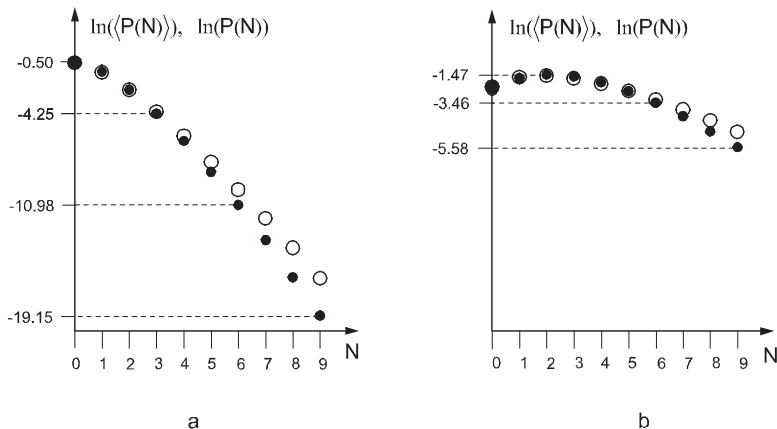 ln(⟨P(N)⟩), ln(P(N))
-0.50
-4.25
-10.98
-19.15
0 1 2 3 4 5 6 7 8 9
N
a
ln(⟨P(N)⟩), ln(P(N))
-1.47
-3.46
-5.58
0 1 2 3 4 5 6 7 8 9
N
b